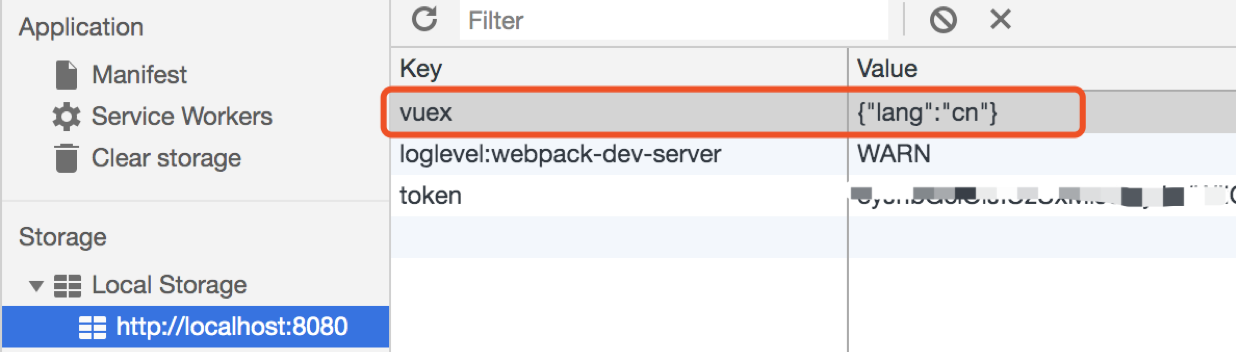 Application
Manifest
Service Workers
Clear storage
Storage
Local Storage
http://localhost:8080
Filter
Key Value
vuex {"lang":"cn"}
loglevel:webpack-dev-server WARN
token